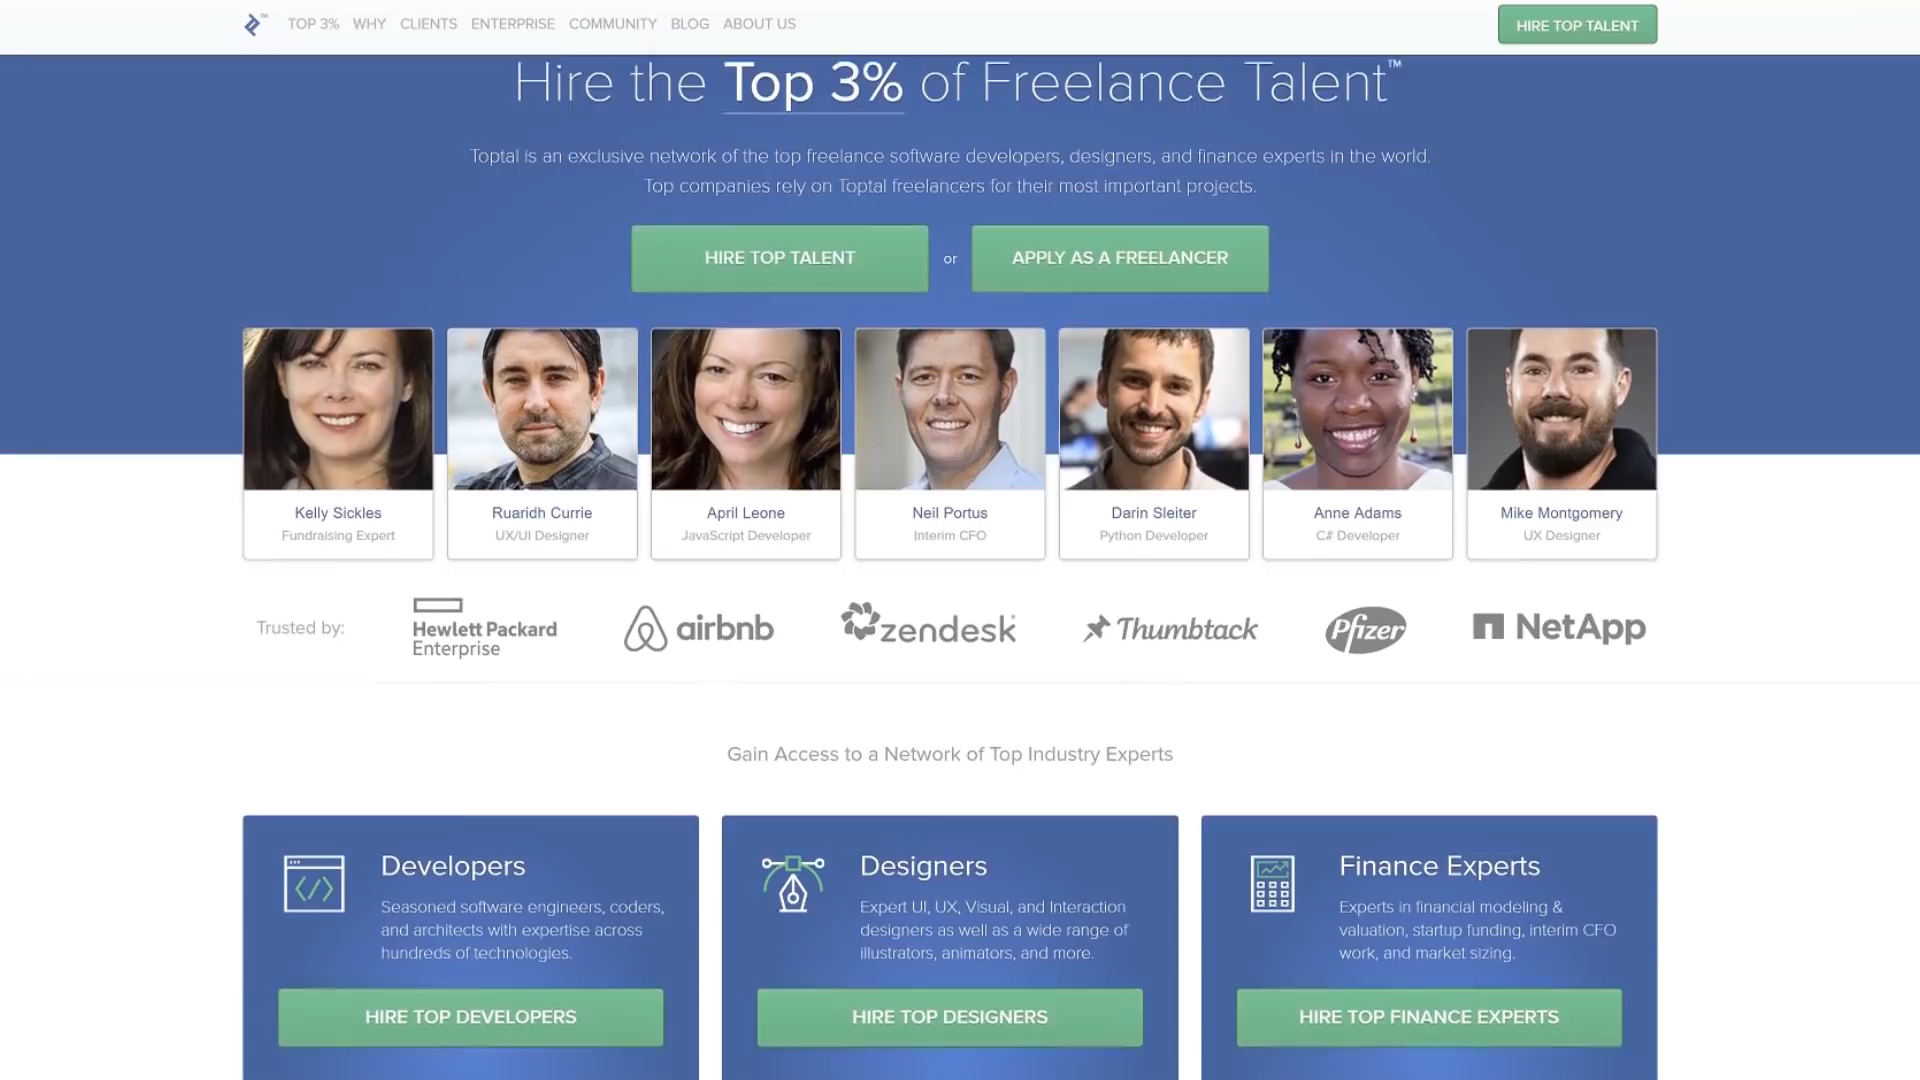 TOP 3% WHY CLIENTS ENTERPRISE COMMUNITY BLOG ABOUT US
HIRE TOP TALENT
Hire the Top 3% of Freelance Talent™
Toptal is an exclusive network of the top freelance software developers, designers, and finance experts in the world.
Top companies rely on Toptal freelancers for their most important projects.
HIRE TOP TALENT or APPLY AS A FREELANCER
Kelly Sickles
Fundraising Expert
Ruaridh Currie
UX/UI Designer
April Leone
JavaScript Developer
Neil Portus
Interim CFO
Darin Sleiter
Python Developer
Anne Adams
C# Developer
Mike Montgomery
UX Designer
Trusted by:
Hewlett Packard
Enterprise
airbnb
zendesk
Thumbtack
Pfizer
NetApp
Gain Access to a Network of Top Industry Experts
Developers
Seasoned software engineers, coders,
and architects with expertise across
hundreds of technologies.
HIRE TOP DEVELOPERS
Designers
Expert UI, UX, Visual, and Interaction
designers as well as a wide range of
illustrators, animators, and more.
HIRE TOP DESIGNERS
Finance Experts
Experts in financial modeling &
valuation, startup funding, interim CFO
work, and market sizing.
HIRE TOP FINANCE EXPERTS